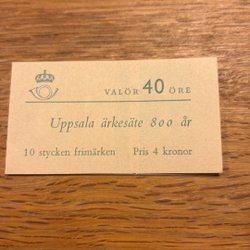 VALÖR 40 ÖRE
Uppsala ärkesäte 800 år
10 stycken frimärken Pris 4 kronor